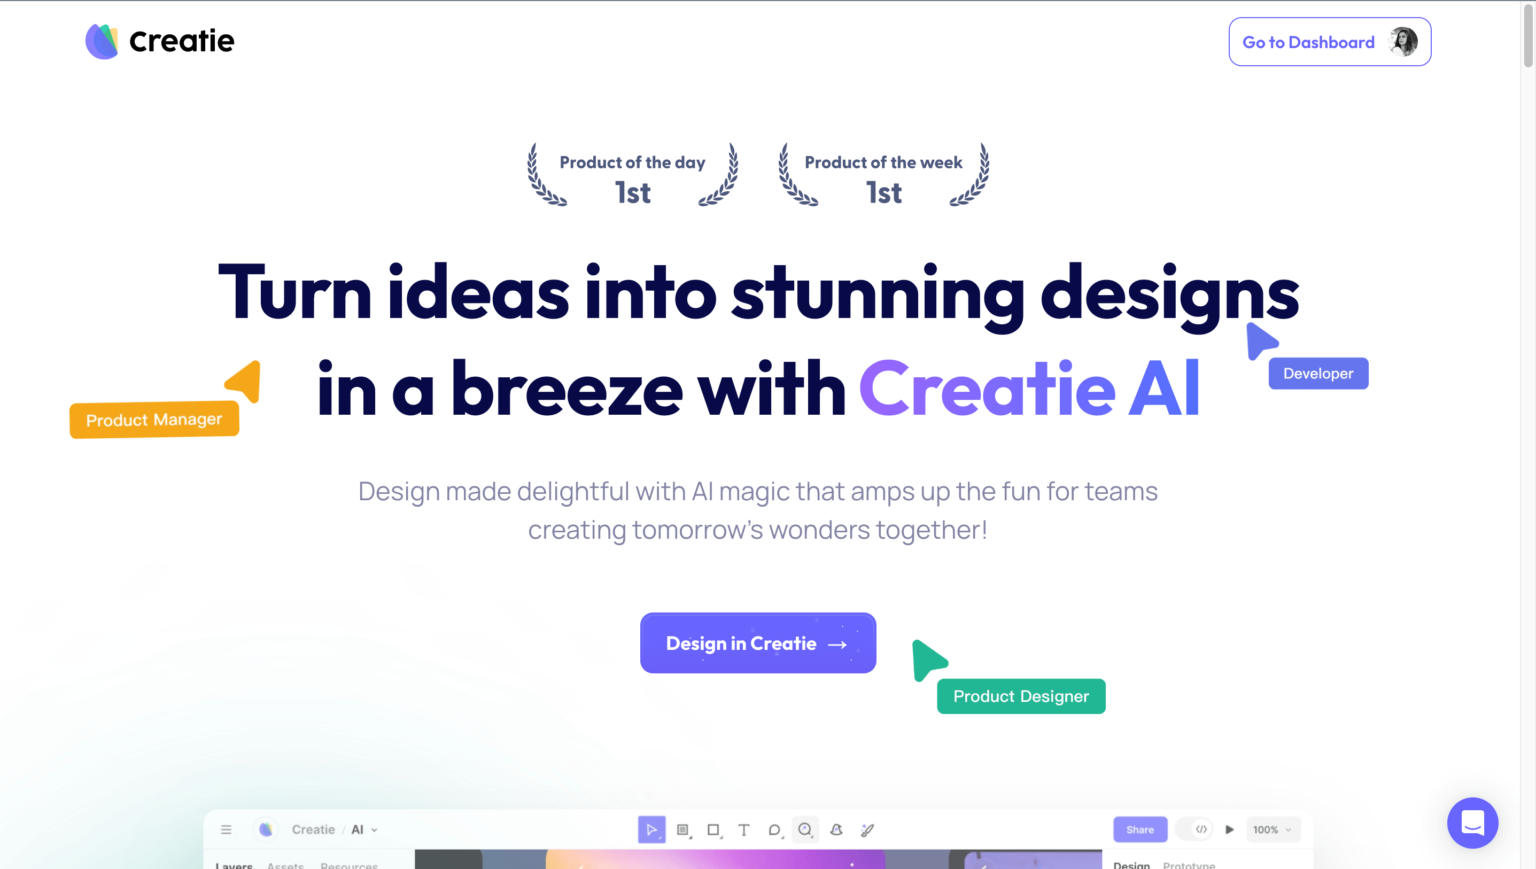 Creatie
Go to Dashboard
Product of the day
1st
Product of the week
1st
Turn ideas into stunning designs
in a breeze with Creatie AI
Developer
Product Manager
Design made delightful with AI magic that amps up the fun for teams
creating tomorrow's wonders together!
Design in Creatie →
Product Designer
Creatie / AI
T
Share
</>
100%
Layers Assets Resources
Design Prototype